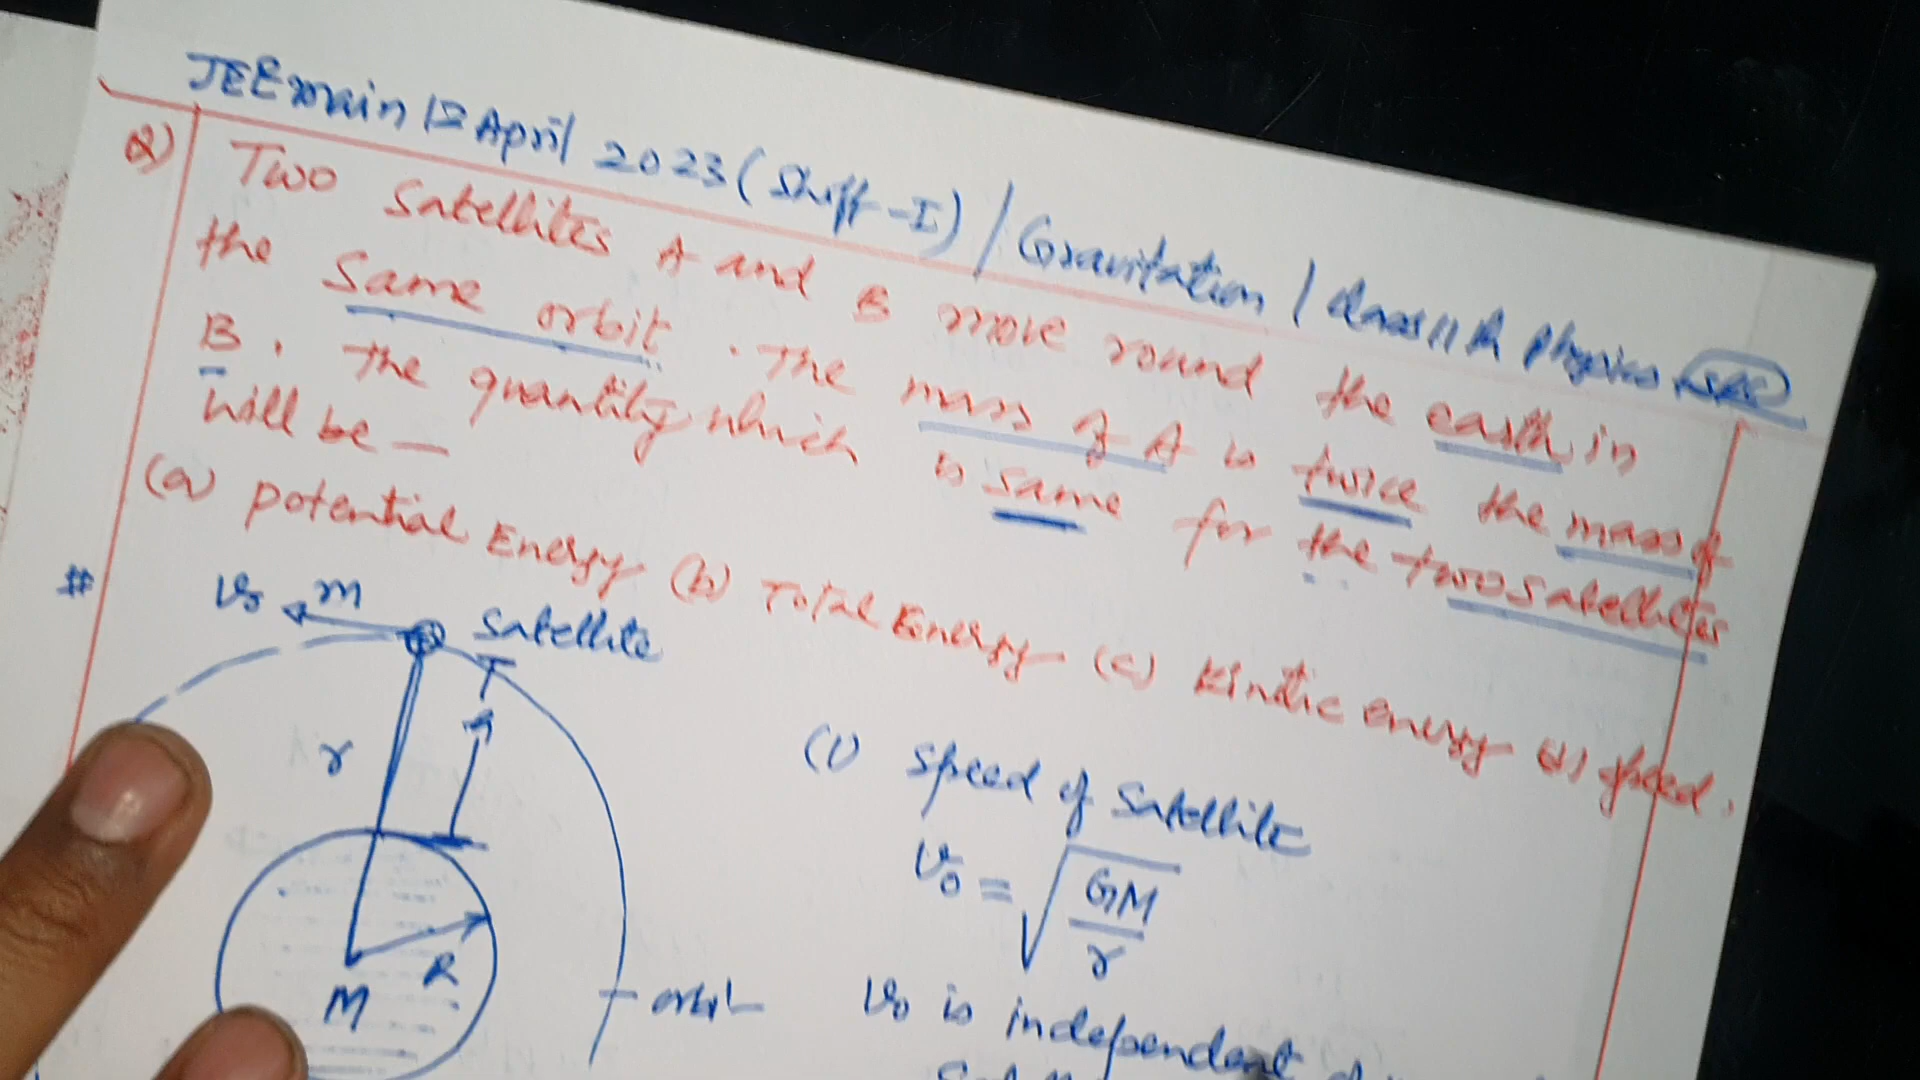 JEE main 12 April 2023 (Shift-I) / Gravitation / class 11th physics
Q) Two Satellites A and B move round the earth in
the Same orbit. The mass of A is twice the mass of
B. The quantity which is same for the two satellites
will be —
(a) potential Energy (b) Total Energy (c) kinetic energy (d) speed.
# v₀ m satellite
r h
(1) Speed of Satellite
v₀ = √GM/r
R
M
orbit
v₀ is independent of